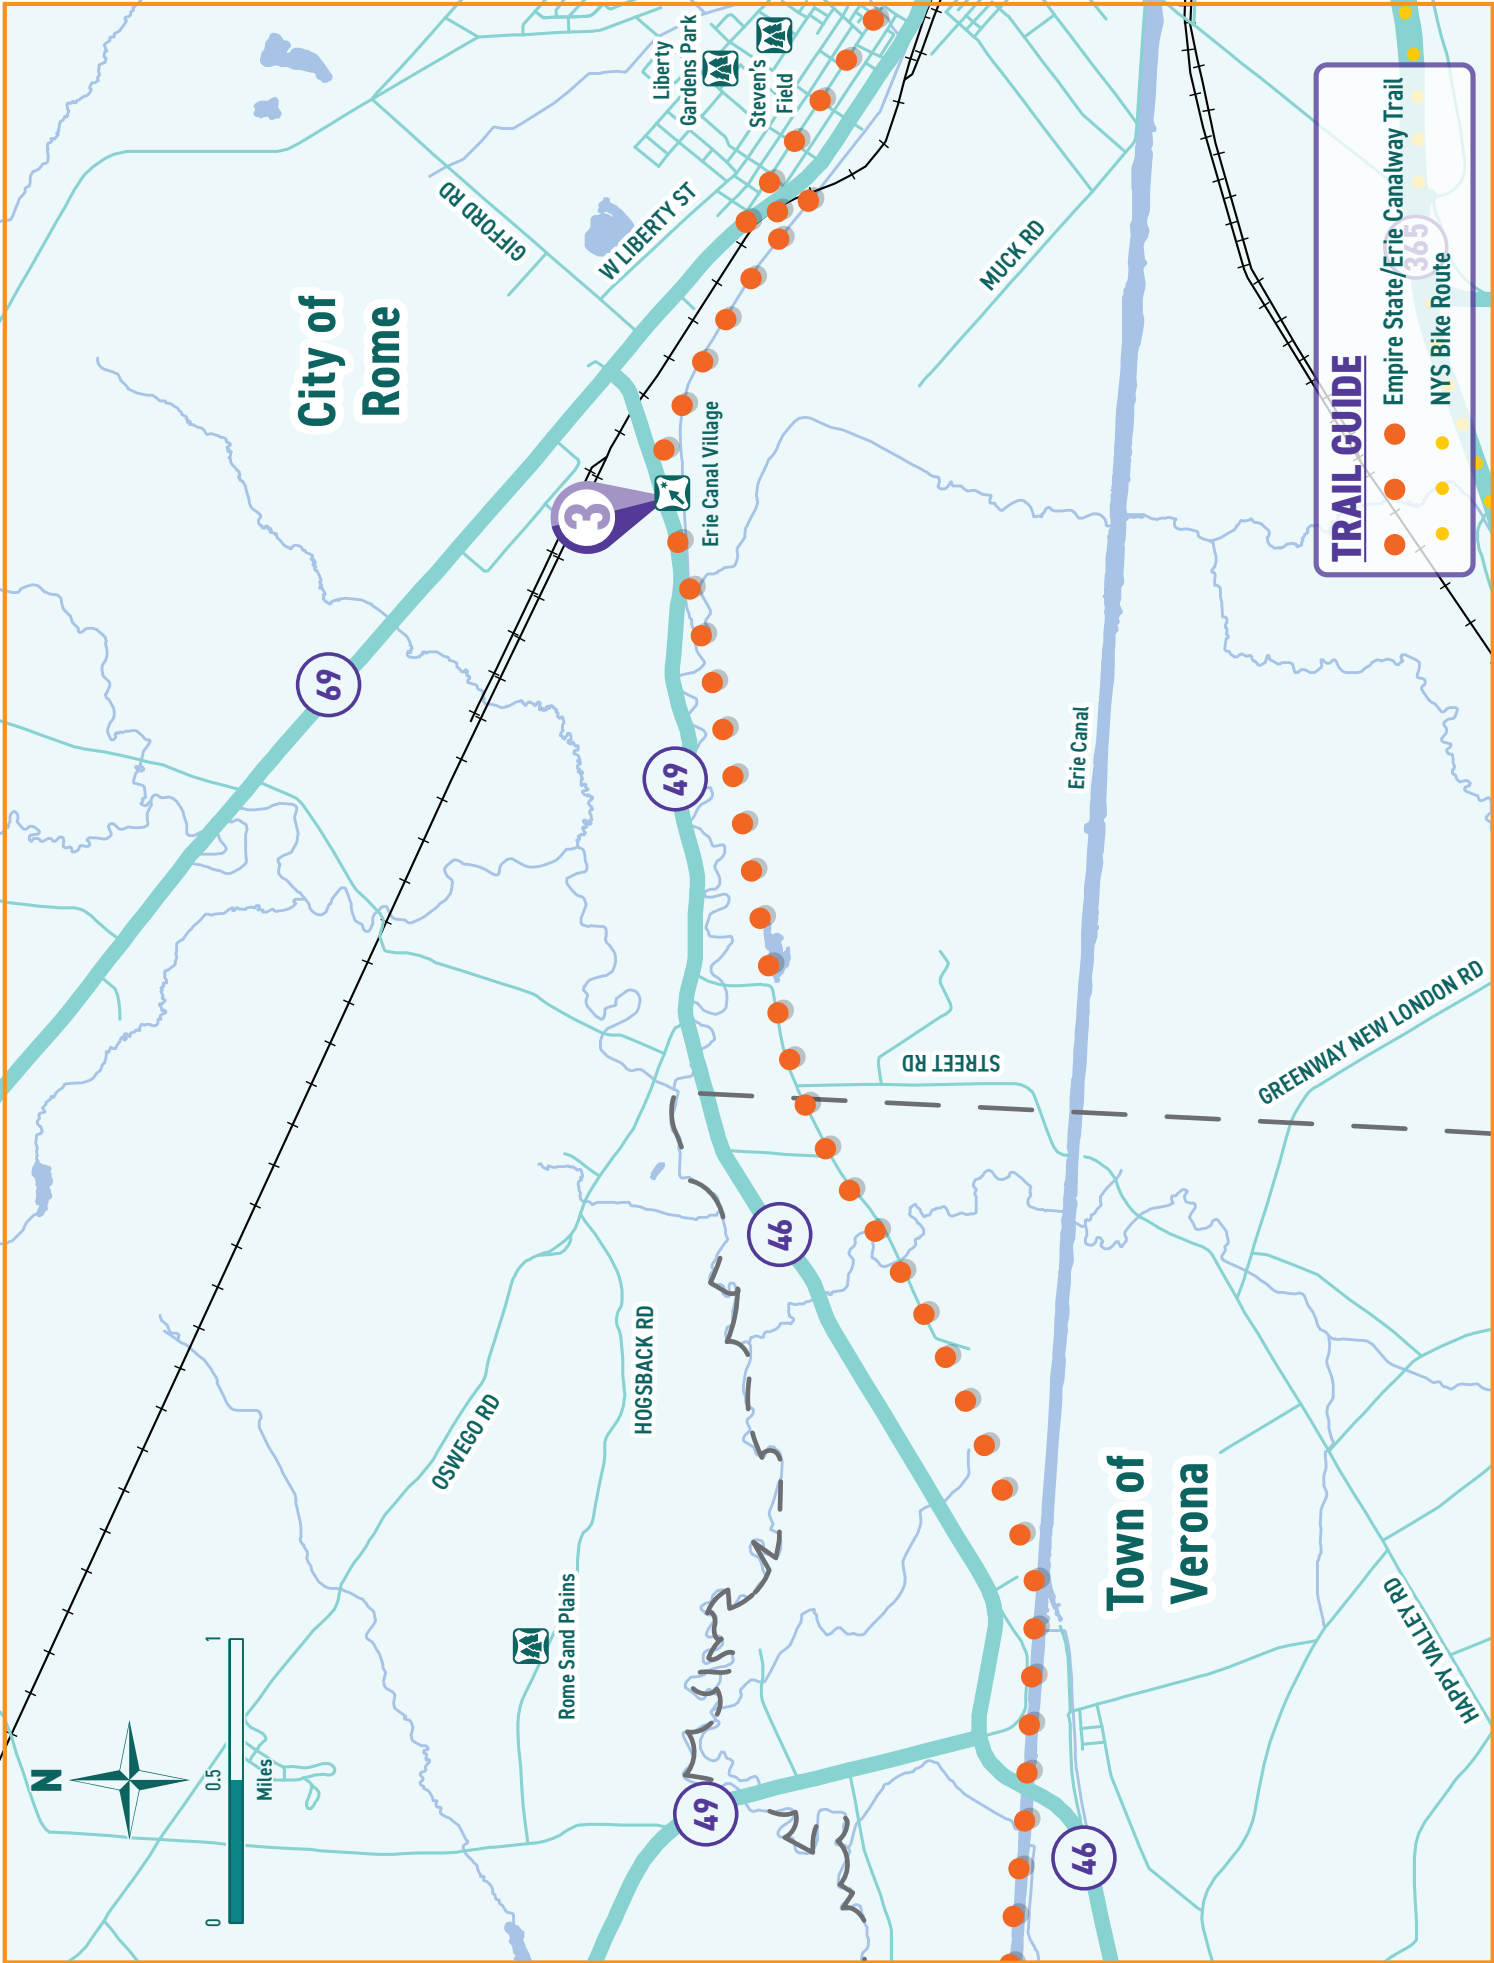 N
0
0.5
1
Miles
City of
Rome
69
GIFFORD RD
W LIBERTY ST
Liberty
Gardens Park
Steven's
Field
3
Erie Canal Village
49
OSWEGO RD
HOGSBACK RD
Rome Sand Plains
46
49
46
MUCK RD
STREET RD
Erie Canal
Town of
Verona
GREENWAY NEW LONDON RD
HAPPY VALLEY RD
365
TRAIL GUIDE
Empire State/Erie Canalway Trail
NYS Bike Route